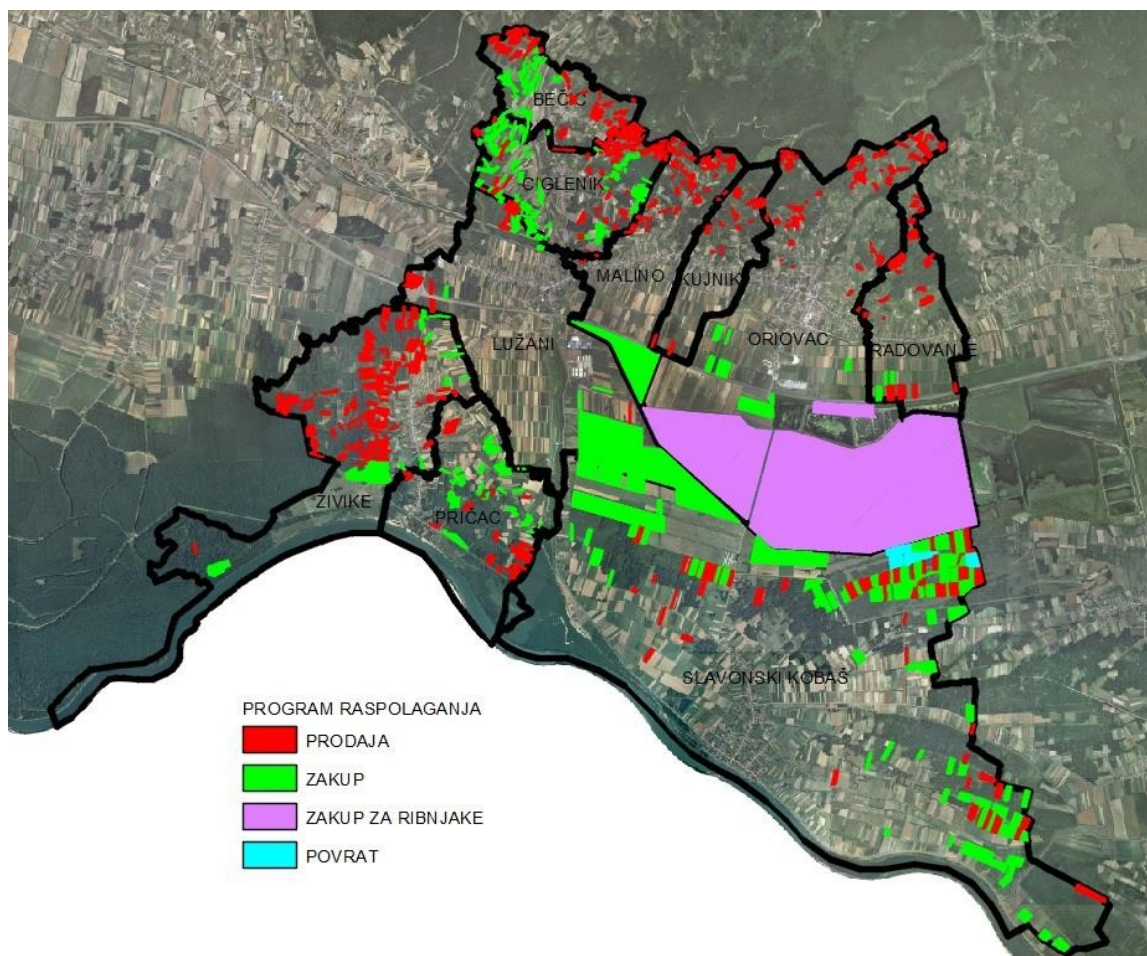 BEČIC
CIGLENIK
MALINO
KUJNIK
ORIOVAC
LUŽANI
RADOVANJE
ŽIVIKE
PRIČAC
SLAVONSKI KOBAŠ
PROGRAM RASPOLAGANJA
PRODAJA
ZAKUP
ZAKUP ZA RIBNJAKE
POVRAT